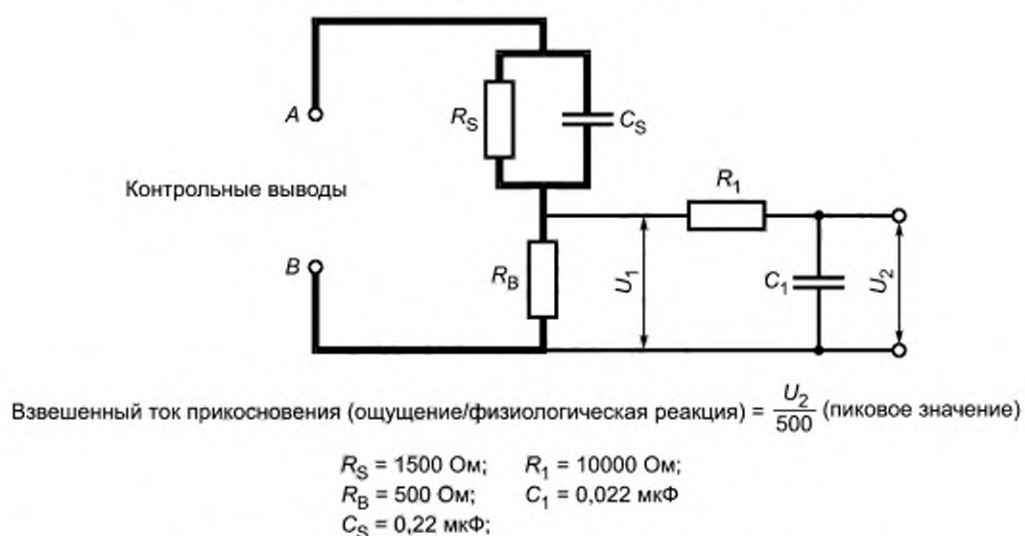 A
R_S
C_S
Контрольные выводы
R_1
B
R_B
U_1
C_1
U_2
Взвешенный ток прикосновения (ощущение/физиологическая реакция) = U_2/500 (пиковое значение)
R_S = 1500 Ом; R_1 = 10000 Ом;
R_B = 500 Ом; C_1 = 0,022 мкФ
C_S = 0,22 мкФ;